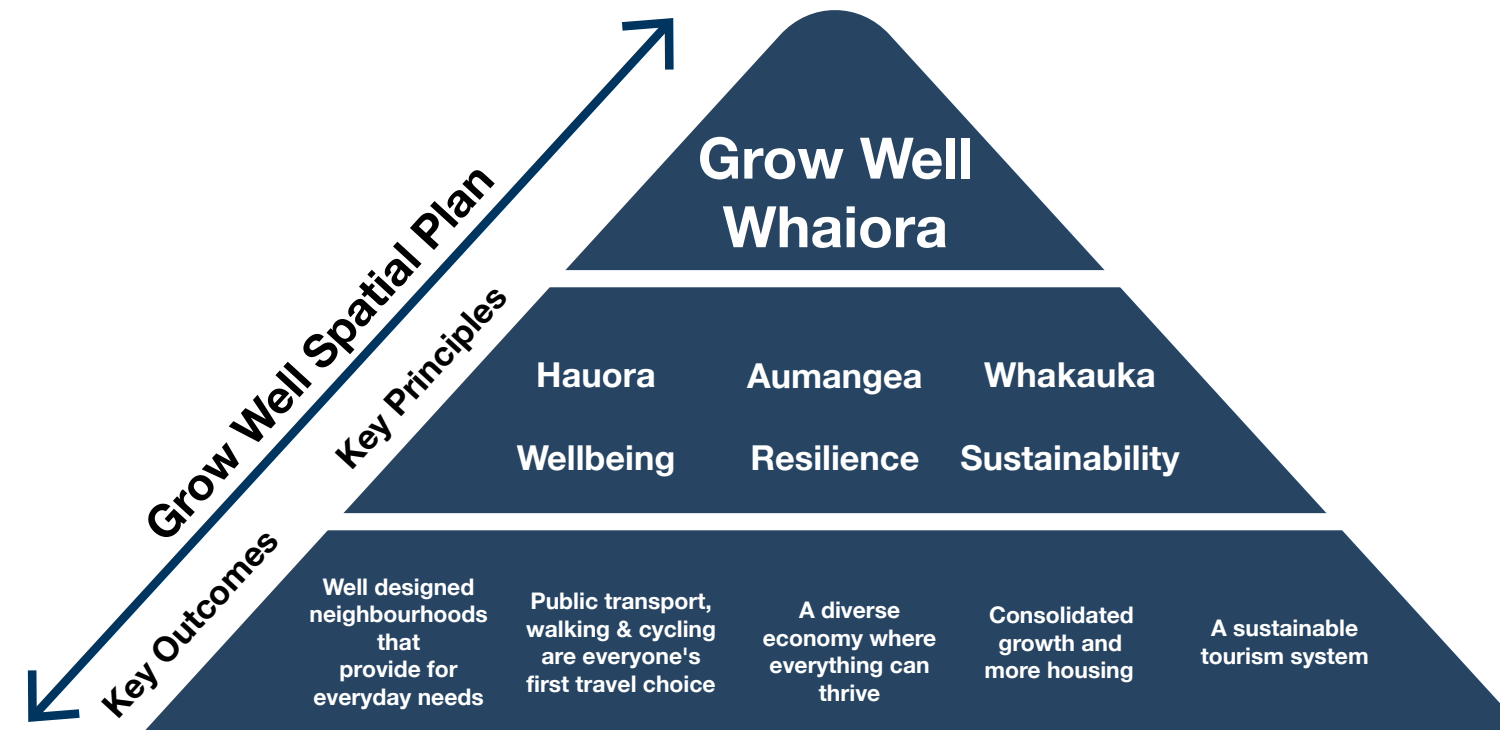 Grow Well Spatial Plan
Grow Well
Whaiora
Key Principles
Hauora
Aumangea
Whakauka
Wellbeing
Resilience
Sustainability
Key Outcomes
Well designed
neighbourhoods
that
provide for
everyday needs
Public transport,
walking & cycling
are everyone's
first travel choice
A diverse
economy where
everything can
thrive
Consolidated
growth and
more housing
A sustainable
tourism system